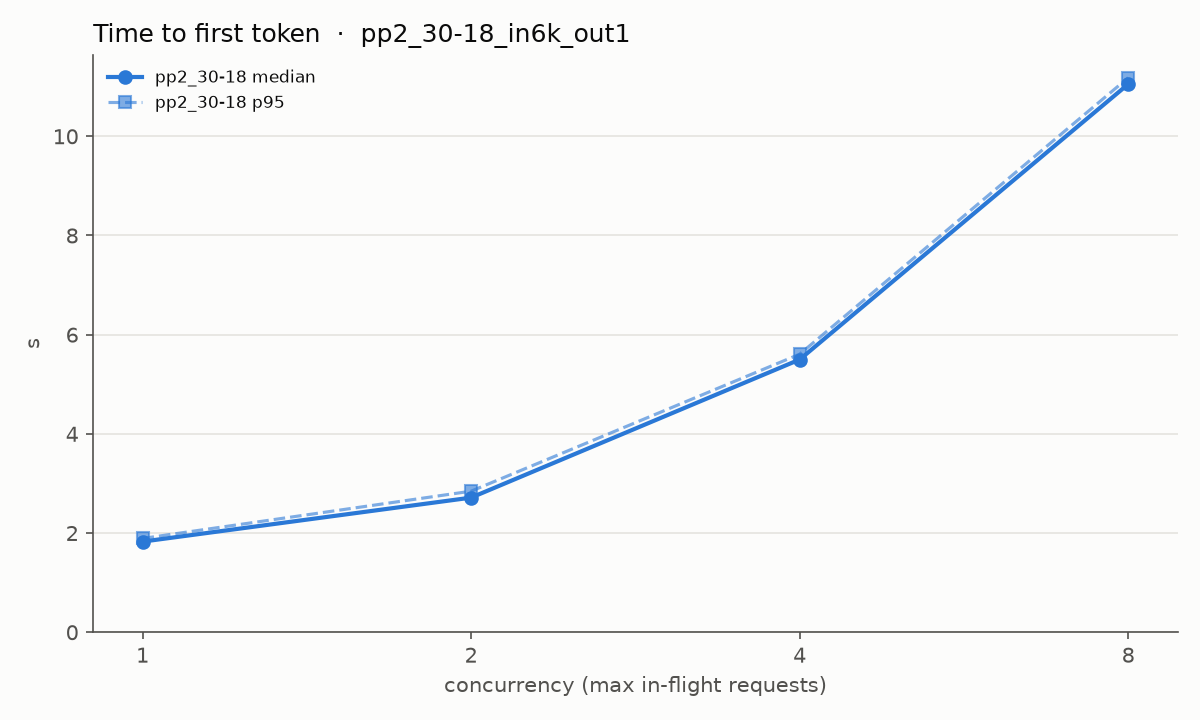 Time to first token  ·  pp2_30-18_in6k_out1
pp2_30-18 median
pp2_30-18 p95
10
8
6
4
2
0
s
1 2 4 8
concurrency (max in-flight requests)